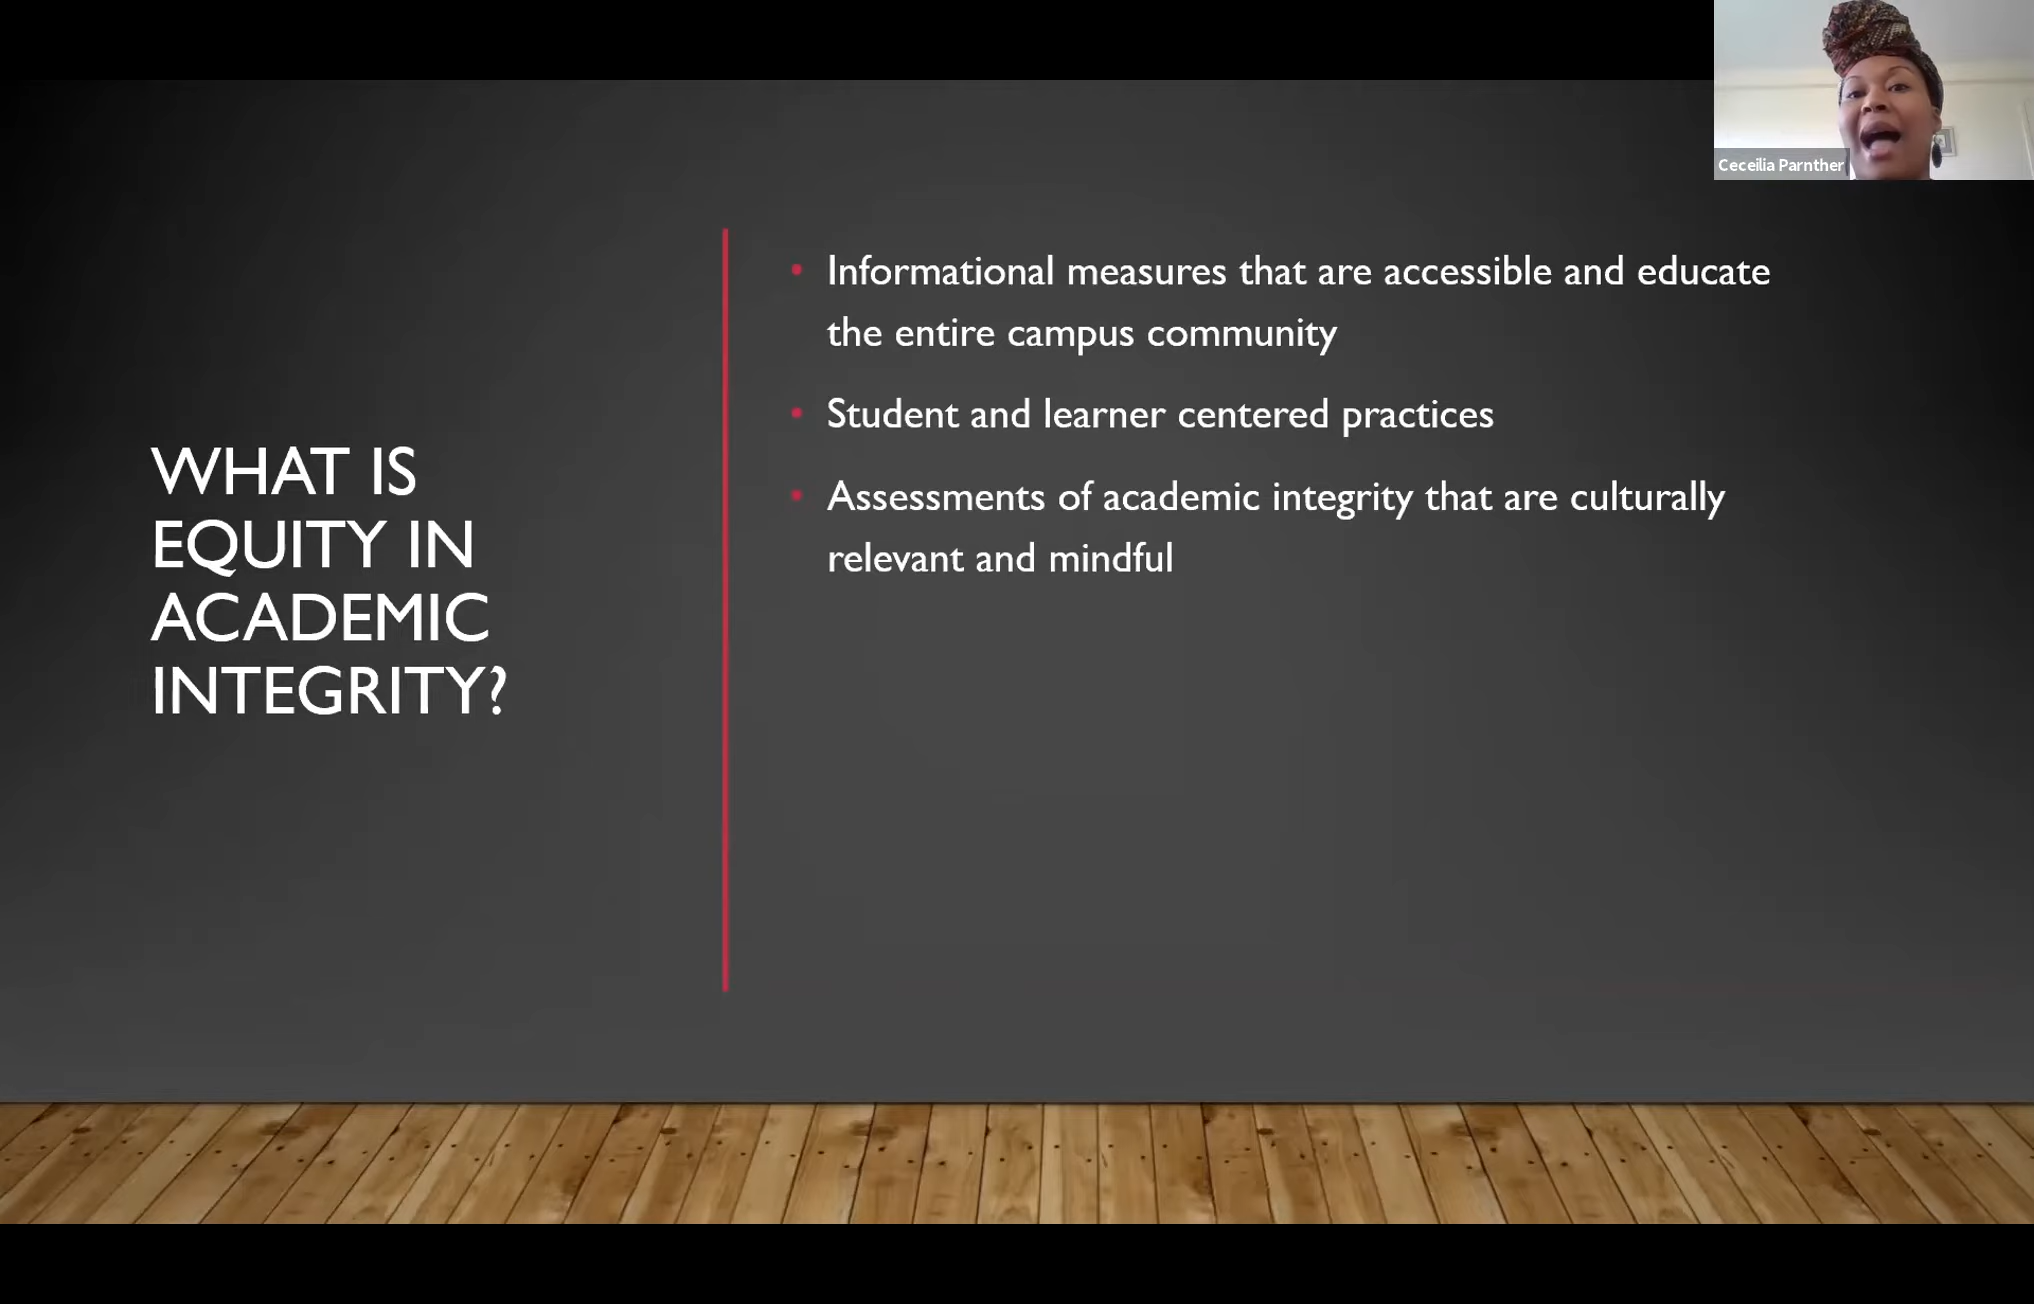 Ceceilia Parnther
WHAT IS
EQUITY IN
ACADEMIC
INTEGRITY?
• Informational measures that are accessible and educate
the entire campus community
• Student and learner centered practices
• Assessments of academic integrity that are culturally
relevant and mindful